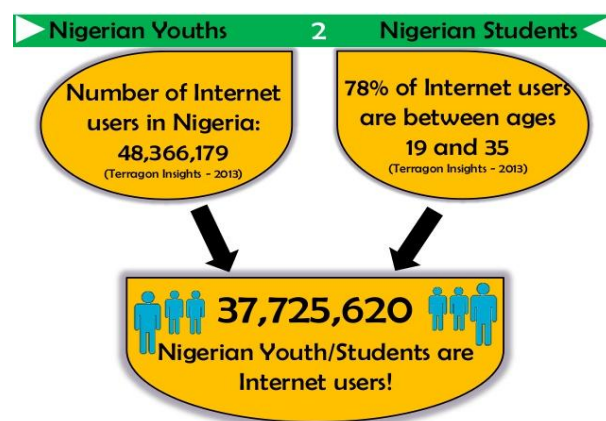 Nigerian Youths 2 Nigerian Students
Number of Internet
users in Nigeria:
48,366,179
(Terragon Insights - 2013)
78% of Internet users
are between ages
19 and 35
(Terragon Insights - 2013)
37,725,620
Nigerian Youth/Students are
Internet users!